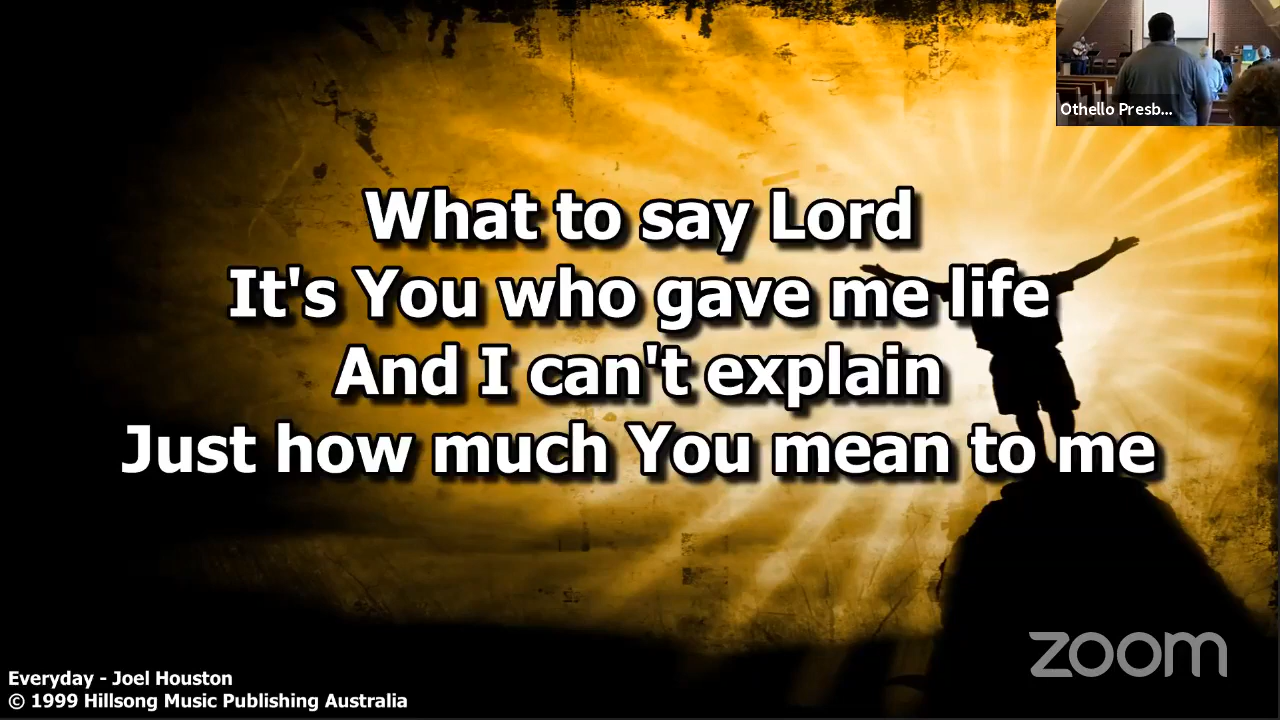 Othello Presb...
What to say Lord
It's You who gave me life
And I can't explain
Just how much You mean to me
zoom
Everyday - Joel Houston
© 1999 Hillsong Music Publishing Australia